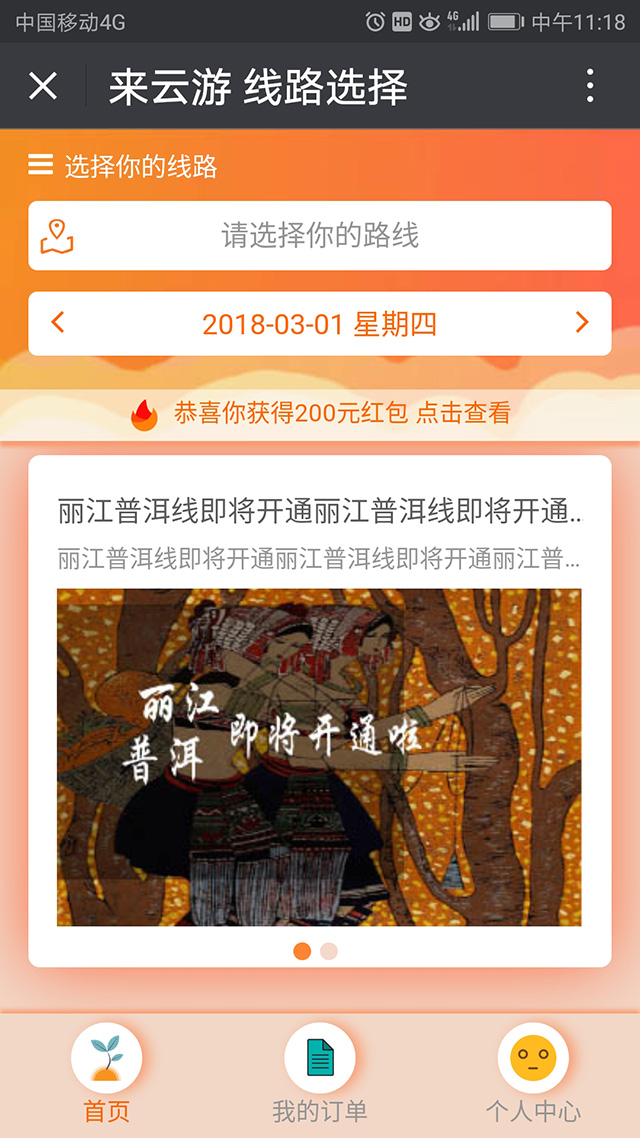 中国移动4G
HD
4G
中午11:18
来云游 线路选择
选择你的线路
请选择你的路线
2018-03-01 星期四
恭喜你获得200元红包 点击查看
丽江普洱线即将开通丽江普洱线即将开通..
丽江普洱线即将开通丽江普洱线即将开通丽江普...
丽江
普洱 即将开通啦
首页
我的订单
个人中心